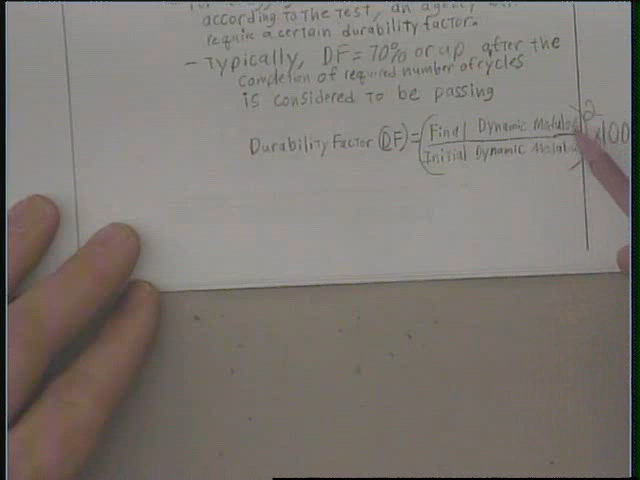 according to the test, an agency will
require a certain durability factor.
- Typically, DF = 70% or up after the
completion of required number of cycles
is considered to be passing
Durability Factor (DF) = (Final Dynamic Modulus / Initial Dynamic Modulus)² x100